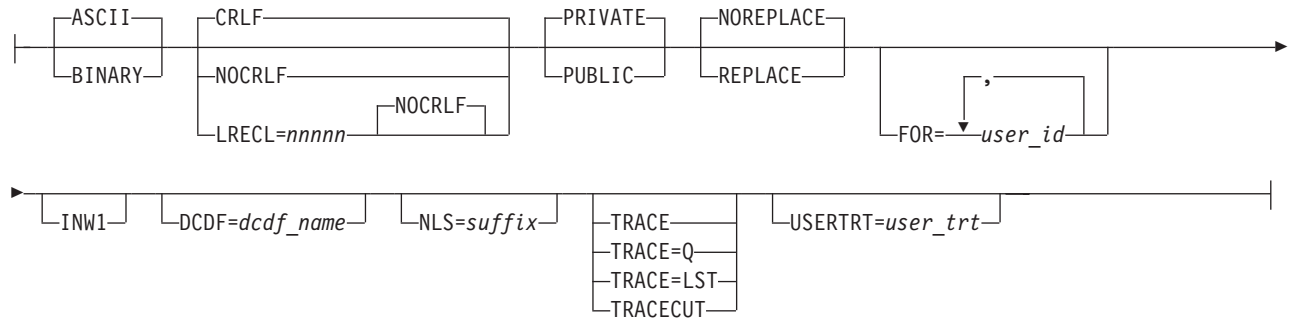 ASCII CRLF PRIVATE NOREPLACE
BINARY NOCRLF PUBLIC REPLACE ,
NOCRLF
LRECL=nnnnn FOR= user_id
INW1 DCDF=dcdf_name NLS=suffix TRACE USERTRT=user_trt
TRACE=Q
TRACE=LST
TRACECUT